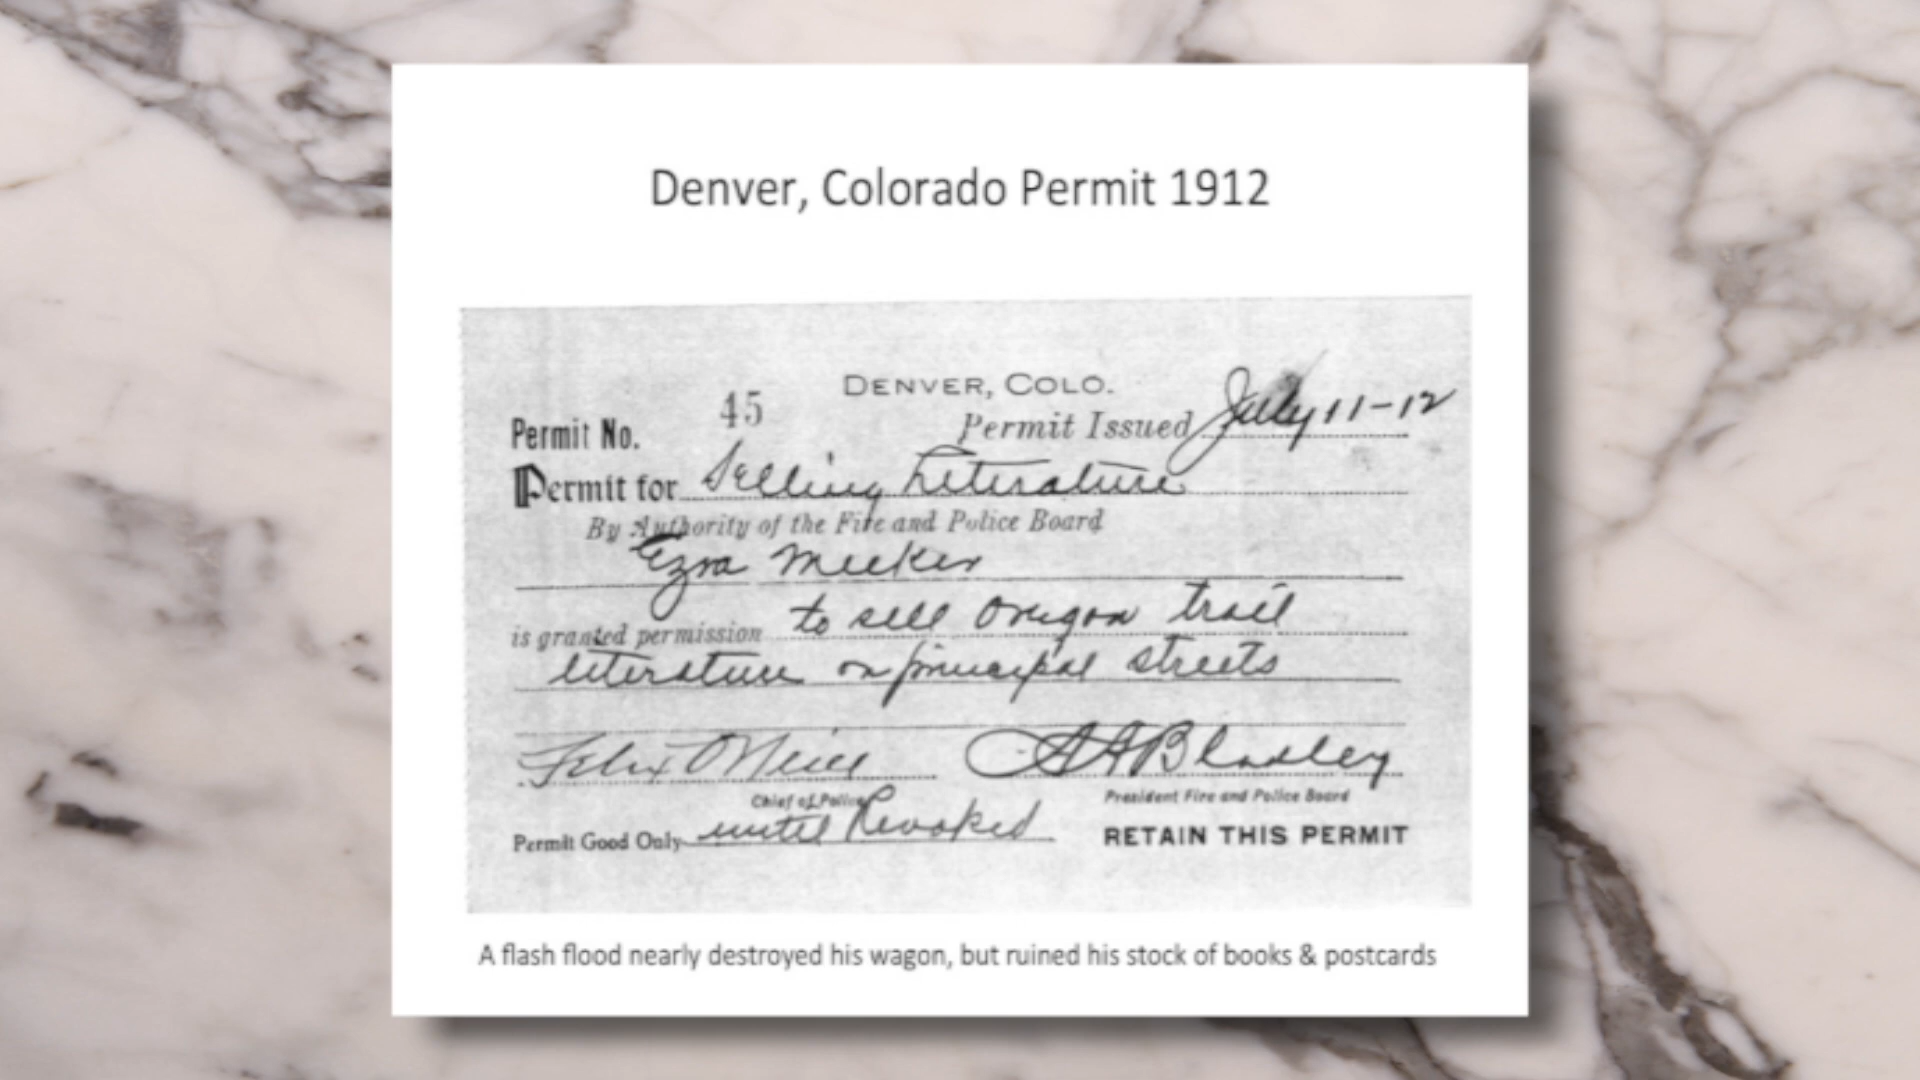 Denver, Colorado Permit 1912
DENVER, COLO.
Permit No. 45 Permit Issued July 11-12
Permit for Selling Literature
By Authority of the Fire and Police Board
Ezra Meeker
is granted permission to sell Oregon trail
literature on principal streets
Felix O'Neill
Chief of Police
President Fire and Police Board
Permit Good Only until Revoked
RETAIN THIS PERMIT
A flash flood nearly destroyed his wagon, but ruined his stock of books & postcards